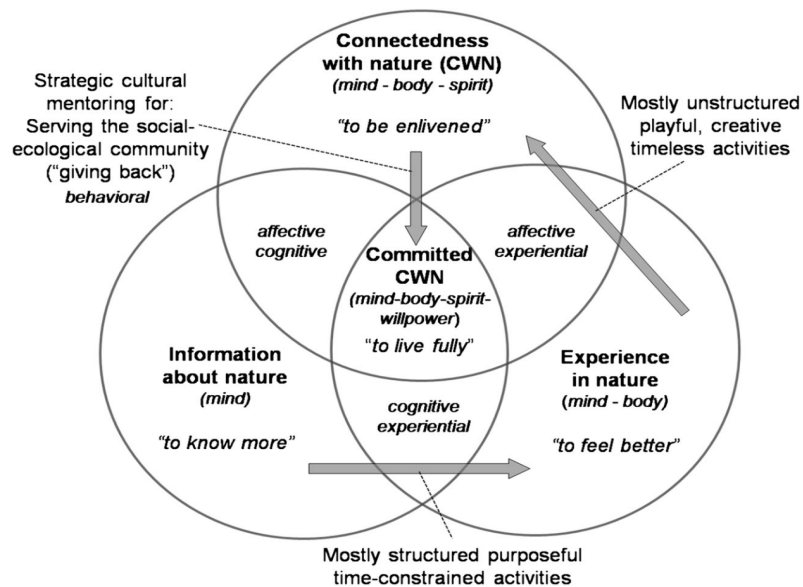 Connectedness
with nature (CWN)
(mind - body - spirit)
"to be enlivened"
Strategic cultural
mentoring for:
Serving the social-
ecological community
("giving back")
behavioral
Mostly unstructured
playful, creative
timeless activities
affective
cognitive
affective
experiential
Committed
CWN
(mind-body-spirit-
willpower)
"to live fully"
Information
about nature
(mind)
"to know more"
Experience
in nature
(mind - body)
"to feel better"
cognitive
experiential
Mostly structured purposeful
time-constrained activities